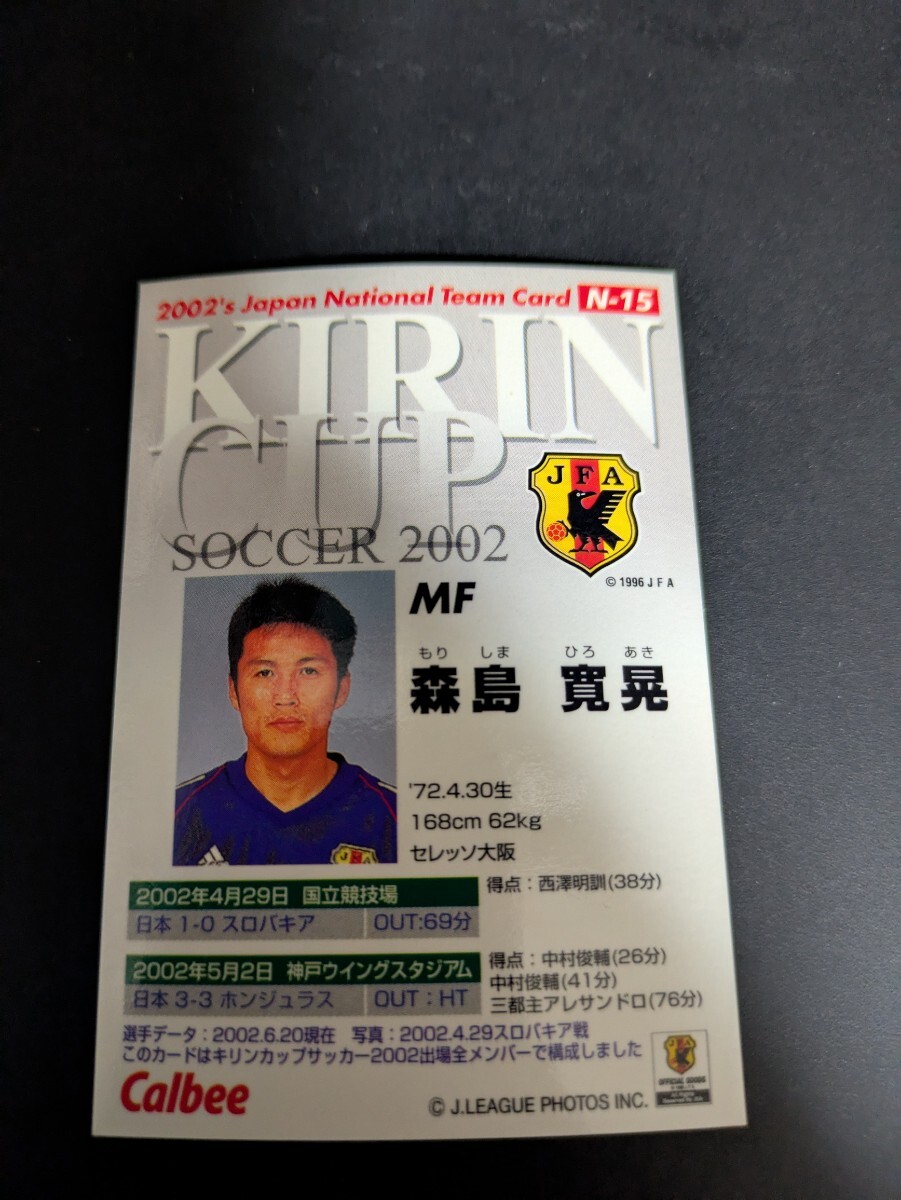 2002's Japan National Team Card N-15
KIRIN
CUP
SOCCER 2002
JFA
© 1996 J F A
MF
もり しま ひろ あき
森島 寛晃
'72.4.30生
168cm 62kg
セレッソ大阪
2002年4月29日 国立競技場
得点：西澤明訓(38分)
日本 1-0 スロバキア OUT:69分
2002年5月2日 神戸ウイングスタジアム
日本 3-3 ホンジュラス OUT：HT
得点：中村俊輔(26分)
中村俊輔(41分)
三都主アレサンドロ(76分)
選手データ：2002.6.20現在 写真：2002.4.29スロバキア戦
このカードはキリンカップサッカー2002出場全メンバーで構成しました
Calbee
© J.LEAGUE PHOTOS INC.
OFFICIAL GOODS